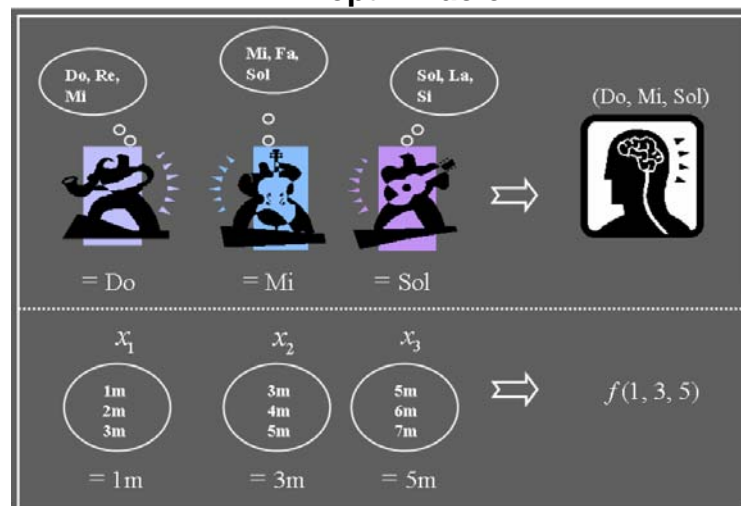 Do, Re,
Mi
Mi, Fa,
Sol
Sol, La,
Si
(Do, Mi, Sol)
= Do
= Mi
= Sol
x₁
x₂
x₃
1m
2m
3m
3m
4m
5m
5m
6m
7m
f(1, 3, 5)
= 1m
= 3m
= 5m